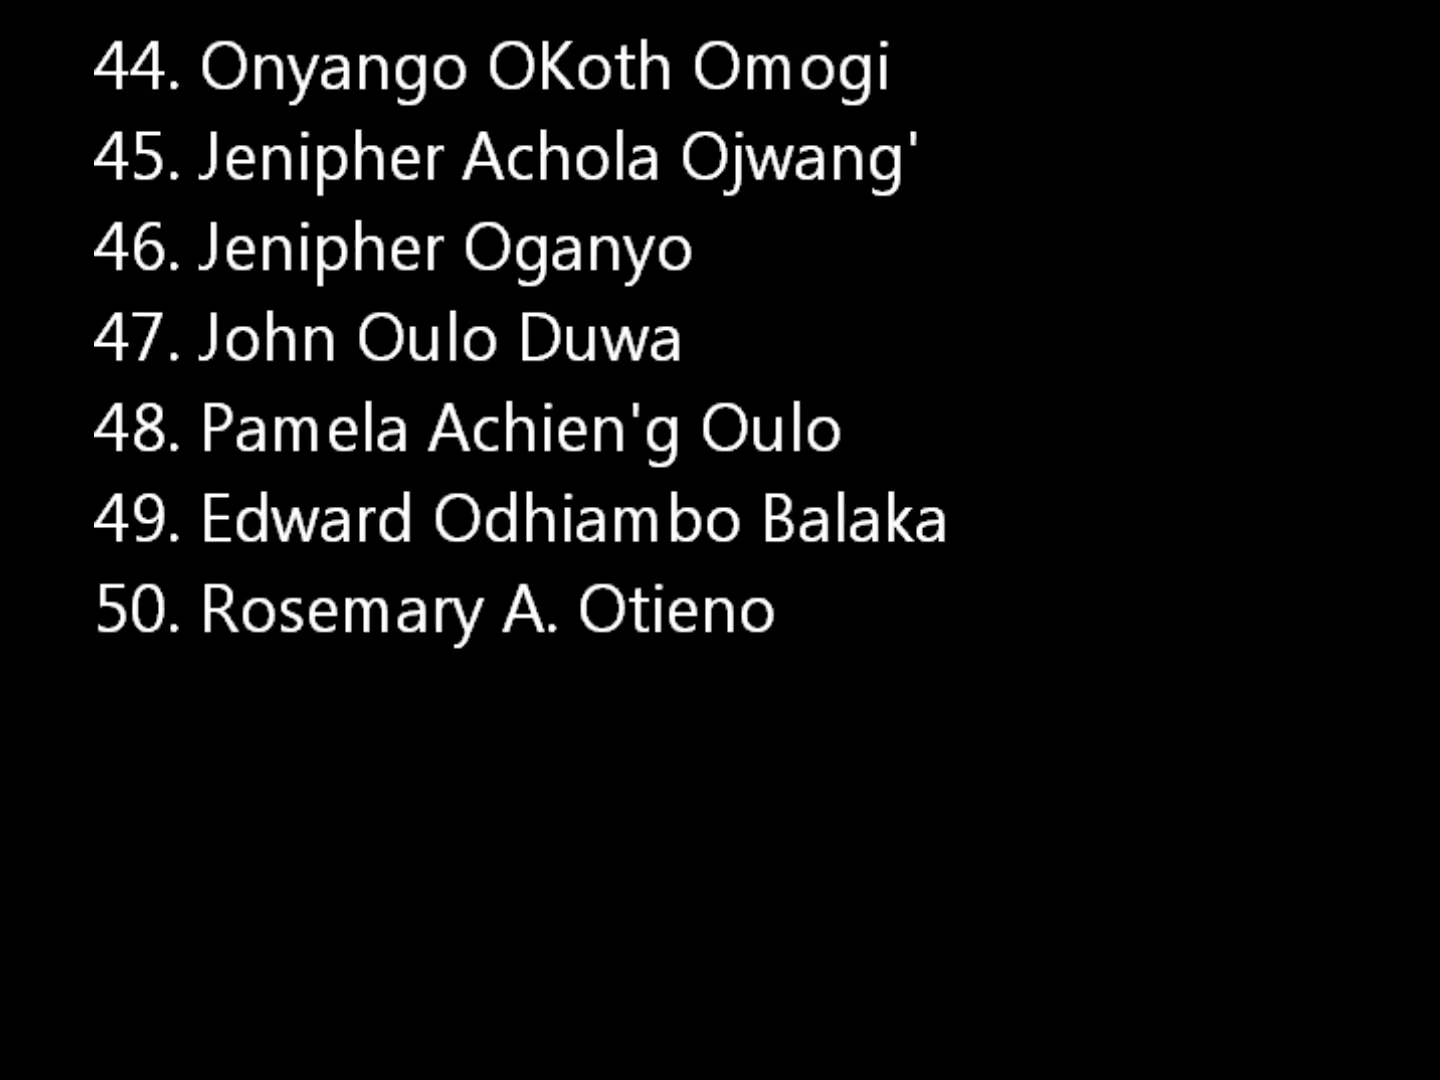 44. Onyango OKoth Omogi
45. Jenipher Achola Ojwang'
46. Jenipher Oganyo
47. John Oulo Duwa
48. Pamela Achien'g Oulo
49. Edward Odhiambo Balaka
50. Rosemary A. Otieno